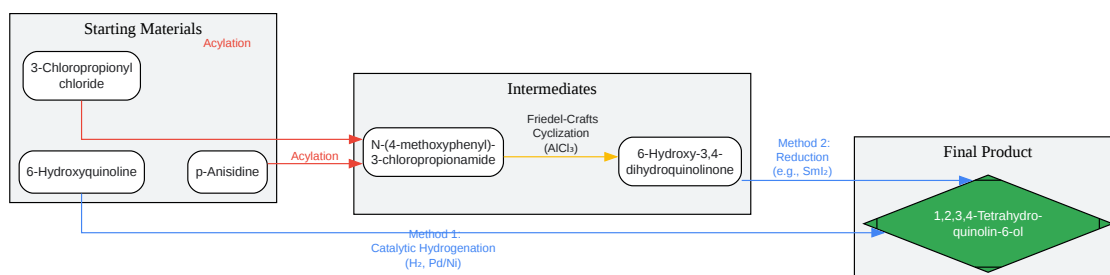 Starting Materials
Acylation
3-Chloropropionyl
chloride
6-Hydroxyquinoline
p-Anisidine
Acylation
Intermediates
N-(4-methoxyphenyl)-
3-chloropropionamide
Friedel-Crafts
Cyclization
(AlCl₃)
6-Hydroxy-3,4-
dihydroquinolinone
Method 2:
Reduction
(e.g., SmI₂)
Method 1:
Catalytic Hydrogenation
(H₂, Pd/Ni)
Final Product
1,2,3,4-Tetrahydro-
quinolin-6-ol